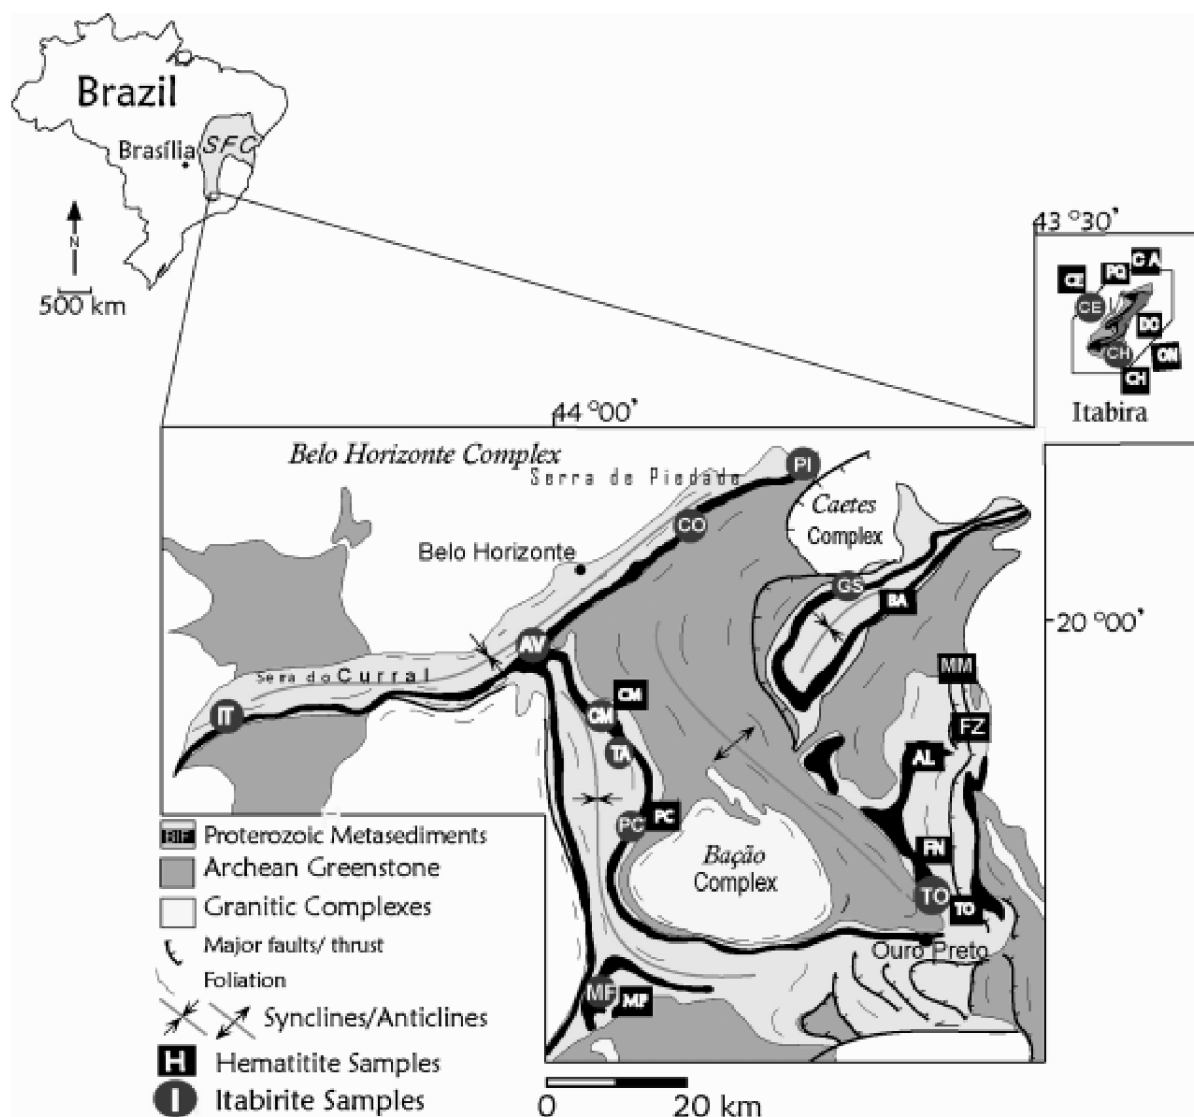 Brazil
SFC
Brasília
N
500 km
43 °30'
C A
PQ
CE
CE
DC
ON
CH
CH
Itabira
44 °00'
Belo Horizonte Complex
Serra de Piedade
PI
Caetes
Complex
CO
Belo Horizonte
GS
BA
20 °00'
AV
MM
Serra do Curral
CM
IT
CM
FZ
TA
AL
PC
PC
BIF
Proterozoic Metasediments
Bação
Complex
FN
Archean Greenstone
TO
TO
Granitic Complexes
Major faults/ thrust
Ouro Preto
Foliation
MF
MF
Synclines/Anticlines
H
Hematitite Samples
I
Itabirite Samples
0
20 km